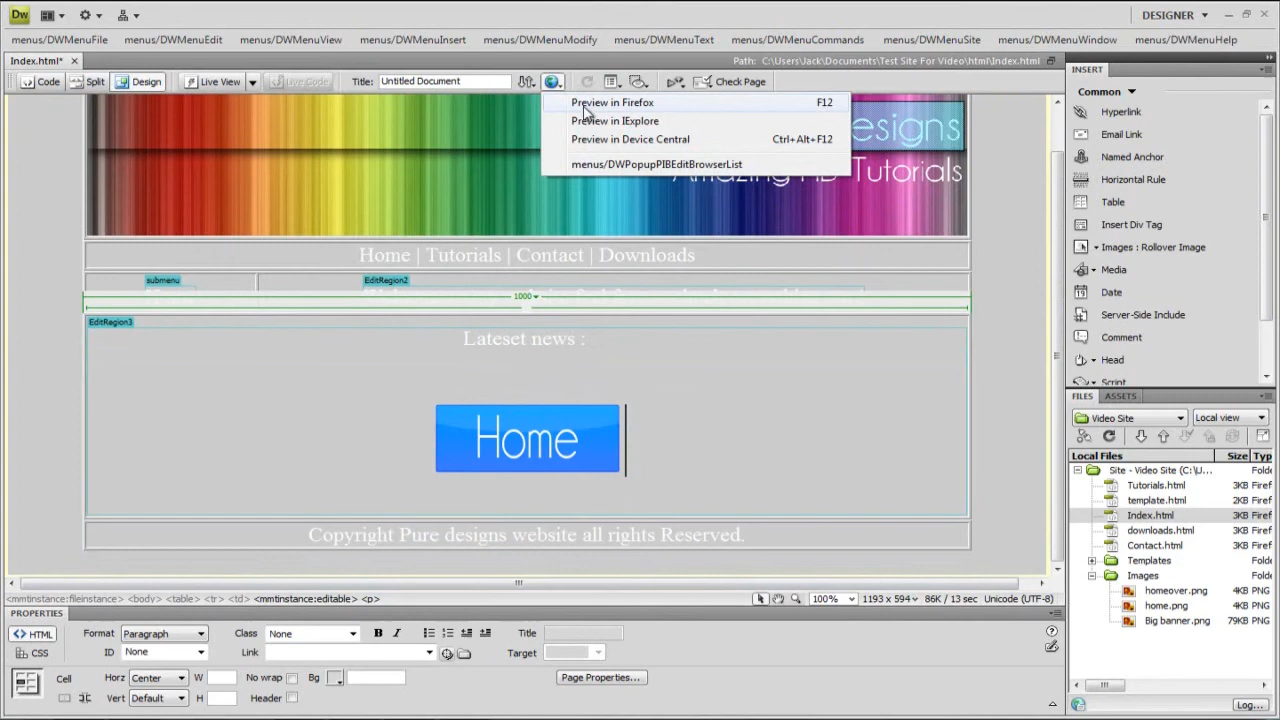 Dw
DESIGNER
menus/DWMenuFile menus/DWMenuEdit menus/DWMenuView menus/DWMenuInsert menus/DWMenuModify menus/DWMenuText menus/DWMenuCommands menus/DWMenuSite menus/DWMenuWindow menus/DWMenuHelp
Index.html* Path: C:\Users\Jack\Documents\Test Site For Video\html\Index.html
Code Split Design Live View Live Code Title: Untitled Document Check Page
Preview in Firefox F12
Preview in IExplore
Preview in Device Central Ctrl+Alt+F12
menus/DWPopupPIBEditBrowserList
esigns
Amazing HD Tutorials
Home | Tutorials | Contact | Downloads
submenu EditRegion2
1000
EditRegion3
Lateset news :
Home
Copyright signs webs all rights Reserved.
<mmtinstance:fileinstance> <body> <table> <tr> <td> <mmtinstance:editable> <p> 100% 1193 x 594 86K / 13 sec Unicode (UTF-8)
PROPERTIES
<> HTML Format Paragraph Class None B I Title
CSS ID None Link Target
Cell Horz Center W No wrap Bg Page Properties...
Vert Default H Header
INSERT
Common
Hyperlink
Email Link
Named Anchor
Horizontal Rule
Table
Insert Div Tag
Images : Rollover Image
Media
Date
Server-Side Include
Comment
Head
Script
FILES ASSETS
Video Site Local view
Local Files Size Typ
Site - Video Site (C:\U... Folde
Tutorials.html 3KB Firef
template.html 2KB Firef
Index.html 3KB Firef
downloads.html 3KB Firef
Contact.html 3KB Firef
Templates Folde
Images Folde
homeover.png 4KB PNG
home.png 4KB PNG
Big banner.png 79KB PNG
Log...